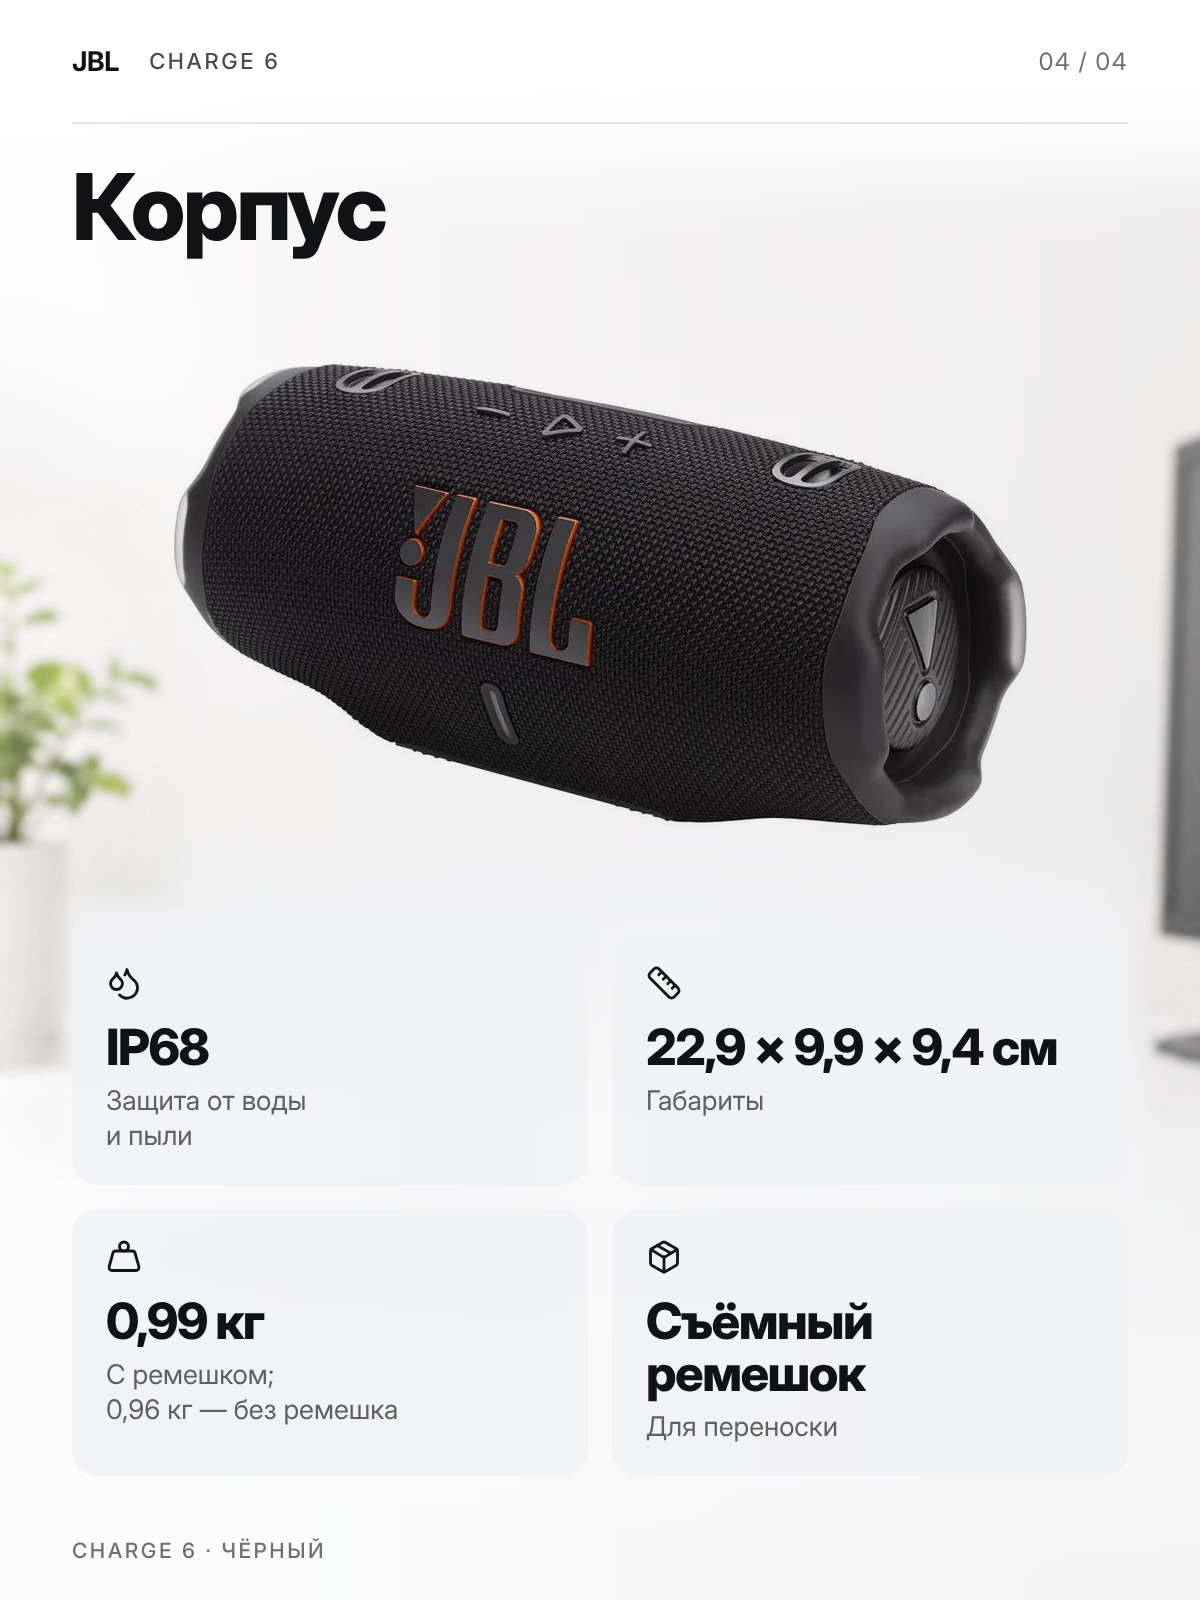 JBL CHARGE 6 04 / 04
Корпус
JBL
IP68
Защита от воды
и пыли
22,9 × 9,9 × 9,4 см
Габариты
0,99 кг
С ремешком;
0,96 кг — без ремешка
Съёмный
ремешок
Для переноски
CHARGE 6 · ЧЁРНЫЙ